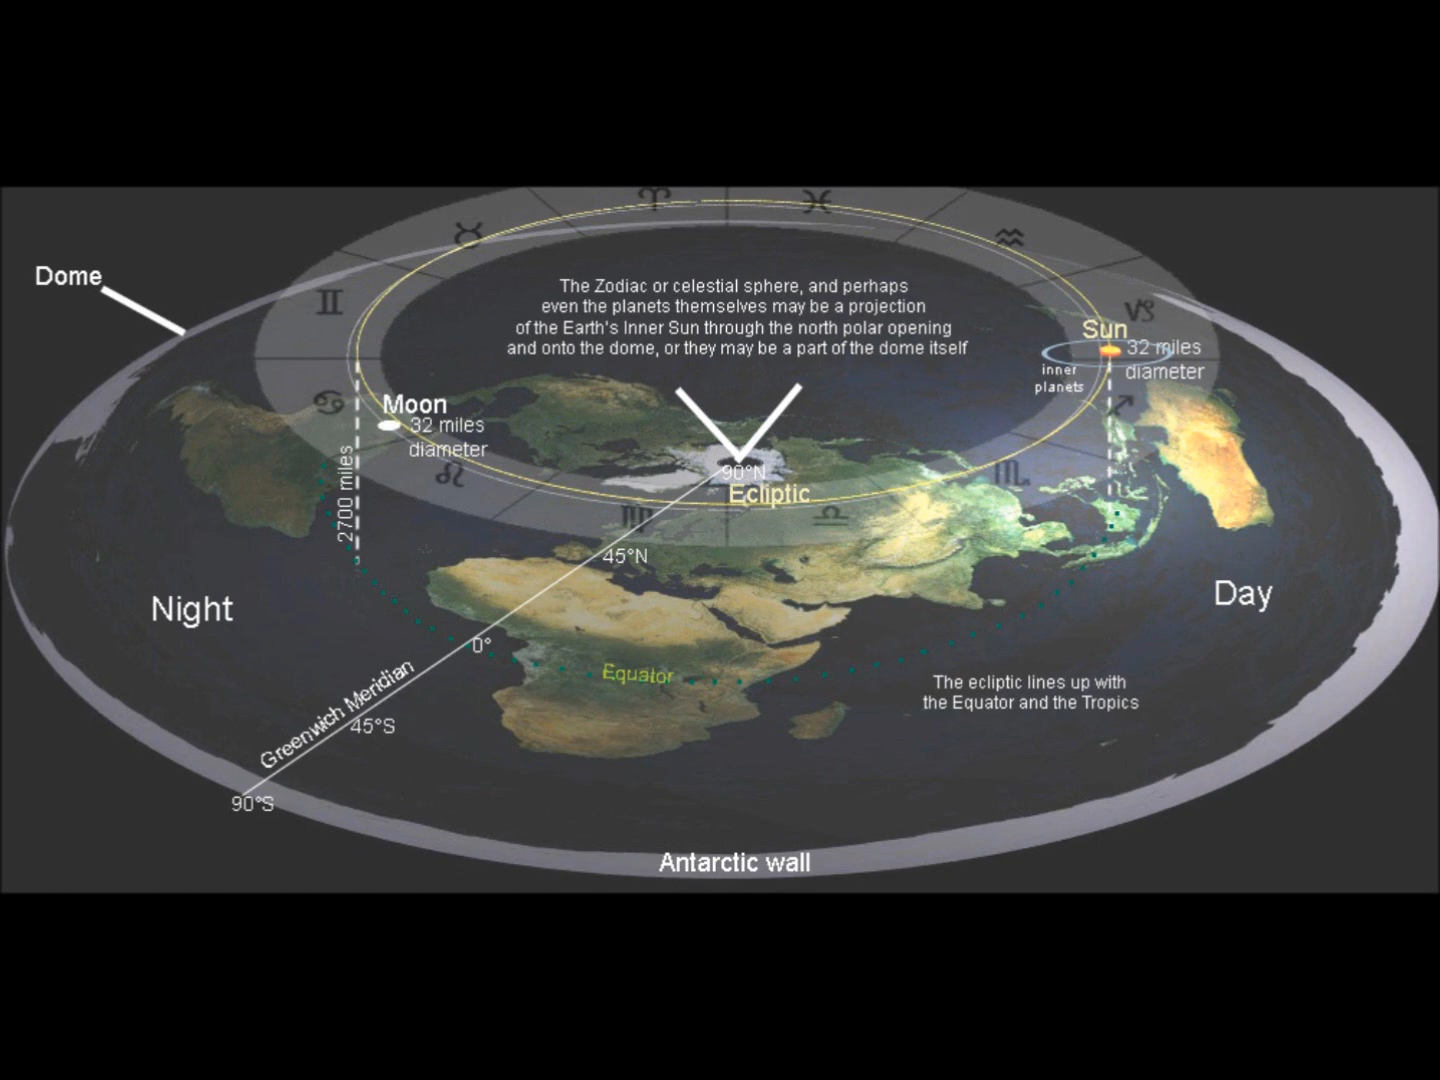 Dome
The Zodiac or celestial sphere, and perhaps
even the planets themselves may be a projection
of the Earth's Inner Sun through the north polar opening
and onto the dome, or they may be a part of the dome itself
Sun
32 miles
diameter
inner
planets
Moon
32 miles
diameter
2700 miles
90°N
Ecliptic
45°N
Night
Day
0°
Equator
Greenwich Meridian
The ecliptic lines up with
the Equator and the Tropics
45°S
90°S
Antarctic wall